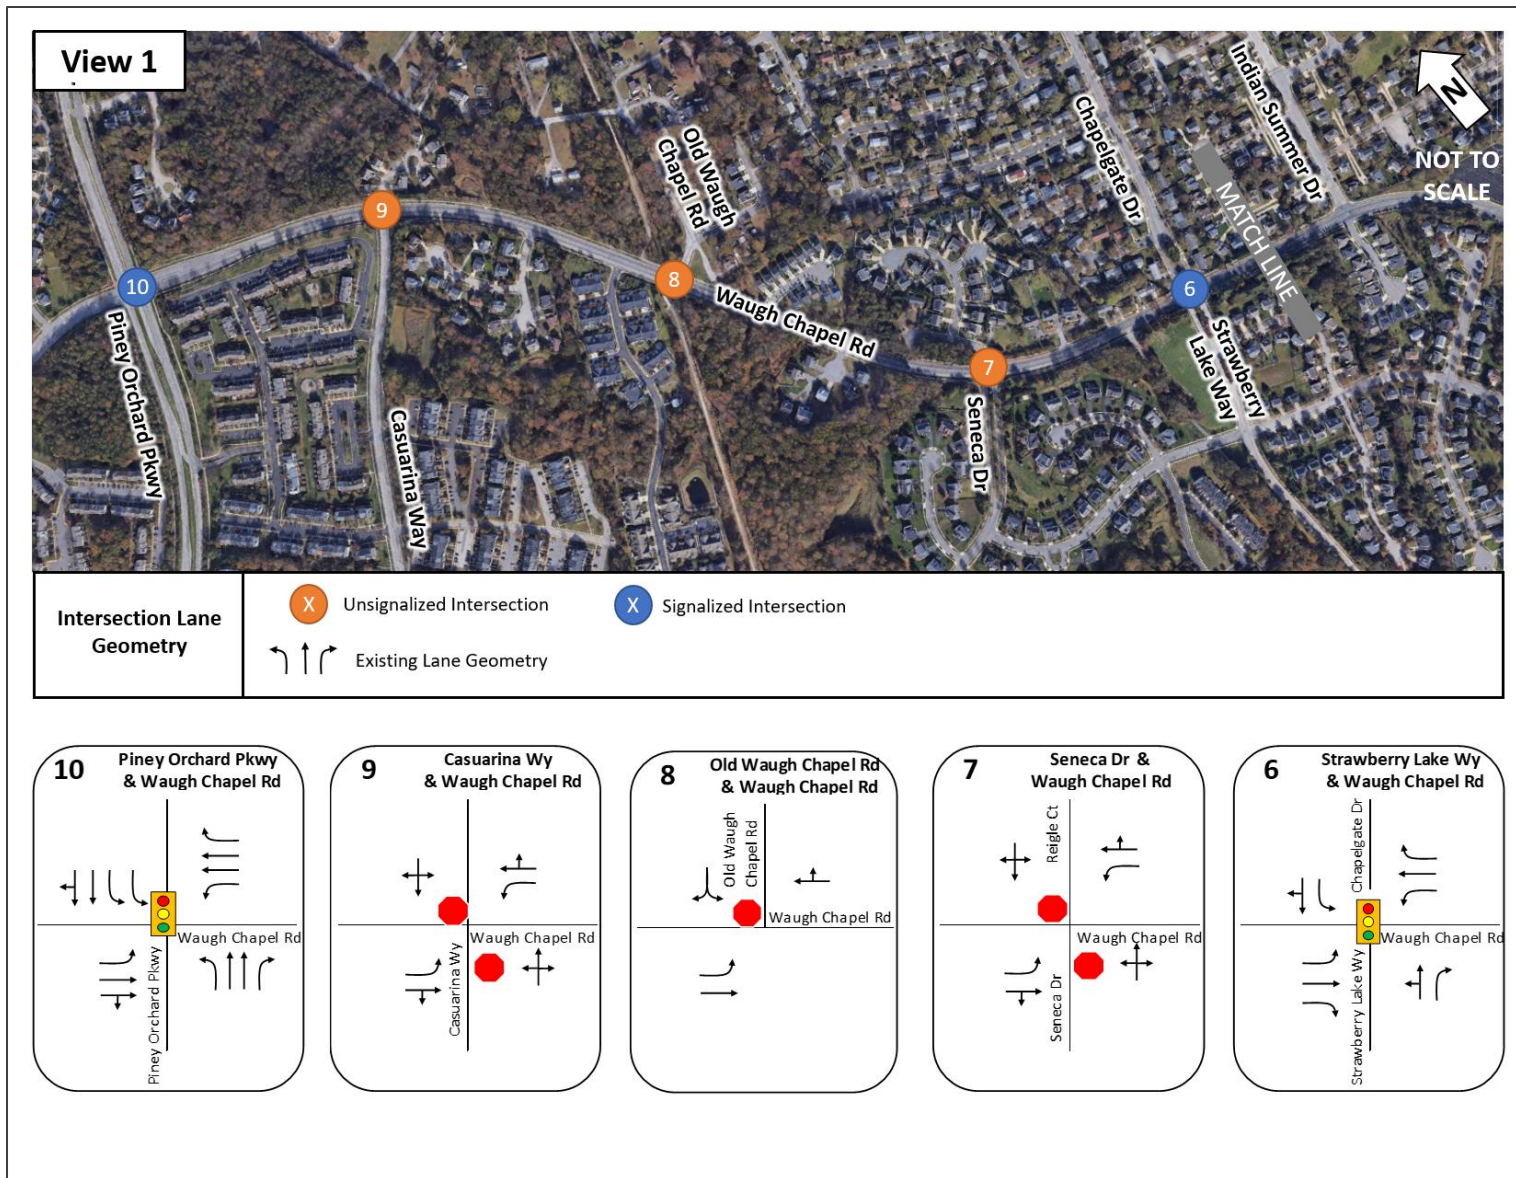 View 1
N
NOT TO
SCALE
Indian Summer Dr
Chapelgate Dr
MATCH LINE
Old Waugh
Chapel Rd
9
8
10
6
7
Waugh Chapel Rd
Piney Orchard Pkwy
Casuarina Way
Seneca Dr
Strawberry
Lake Way
Intersection Lane
Geometry
X Unsignalized Intersection
X Signalized Intersection
Existing Lane Geometry
10
Piney Orchard Pkwy
& Waugh Chapel Rd
Waugh Chapel Rd
Piney Orchard Pkwy
9
Casuarina Wy
& Waugh Chapel Rd
Waugh Chapel Rd
Casuarina Wy
8
Old Waugh Chapel Rd
& Waugh Chapel Rd
Old Waugh
Chapel Rd
Waugh Chapel Rd
7
Seneca Dr &
Waugh Chapel Rd
Reigle Ct
Waugh Chapel Rd
Seneca Dr
6
Strawberry Lake Wy
& Waugh Chapel Rd
Chapelgate Dr
Waugh Chapel Rd
Strawberry Lake Wy